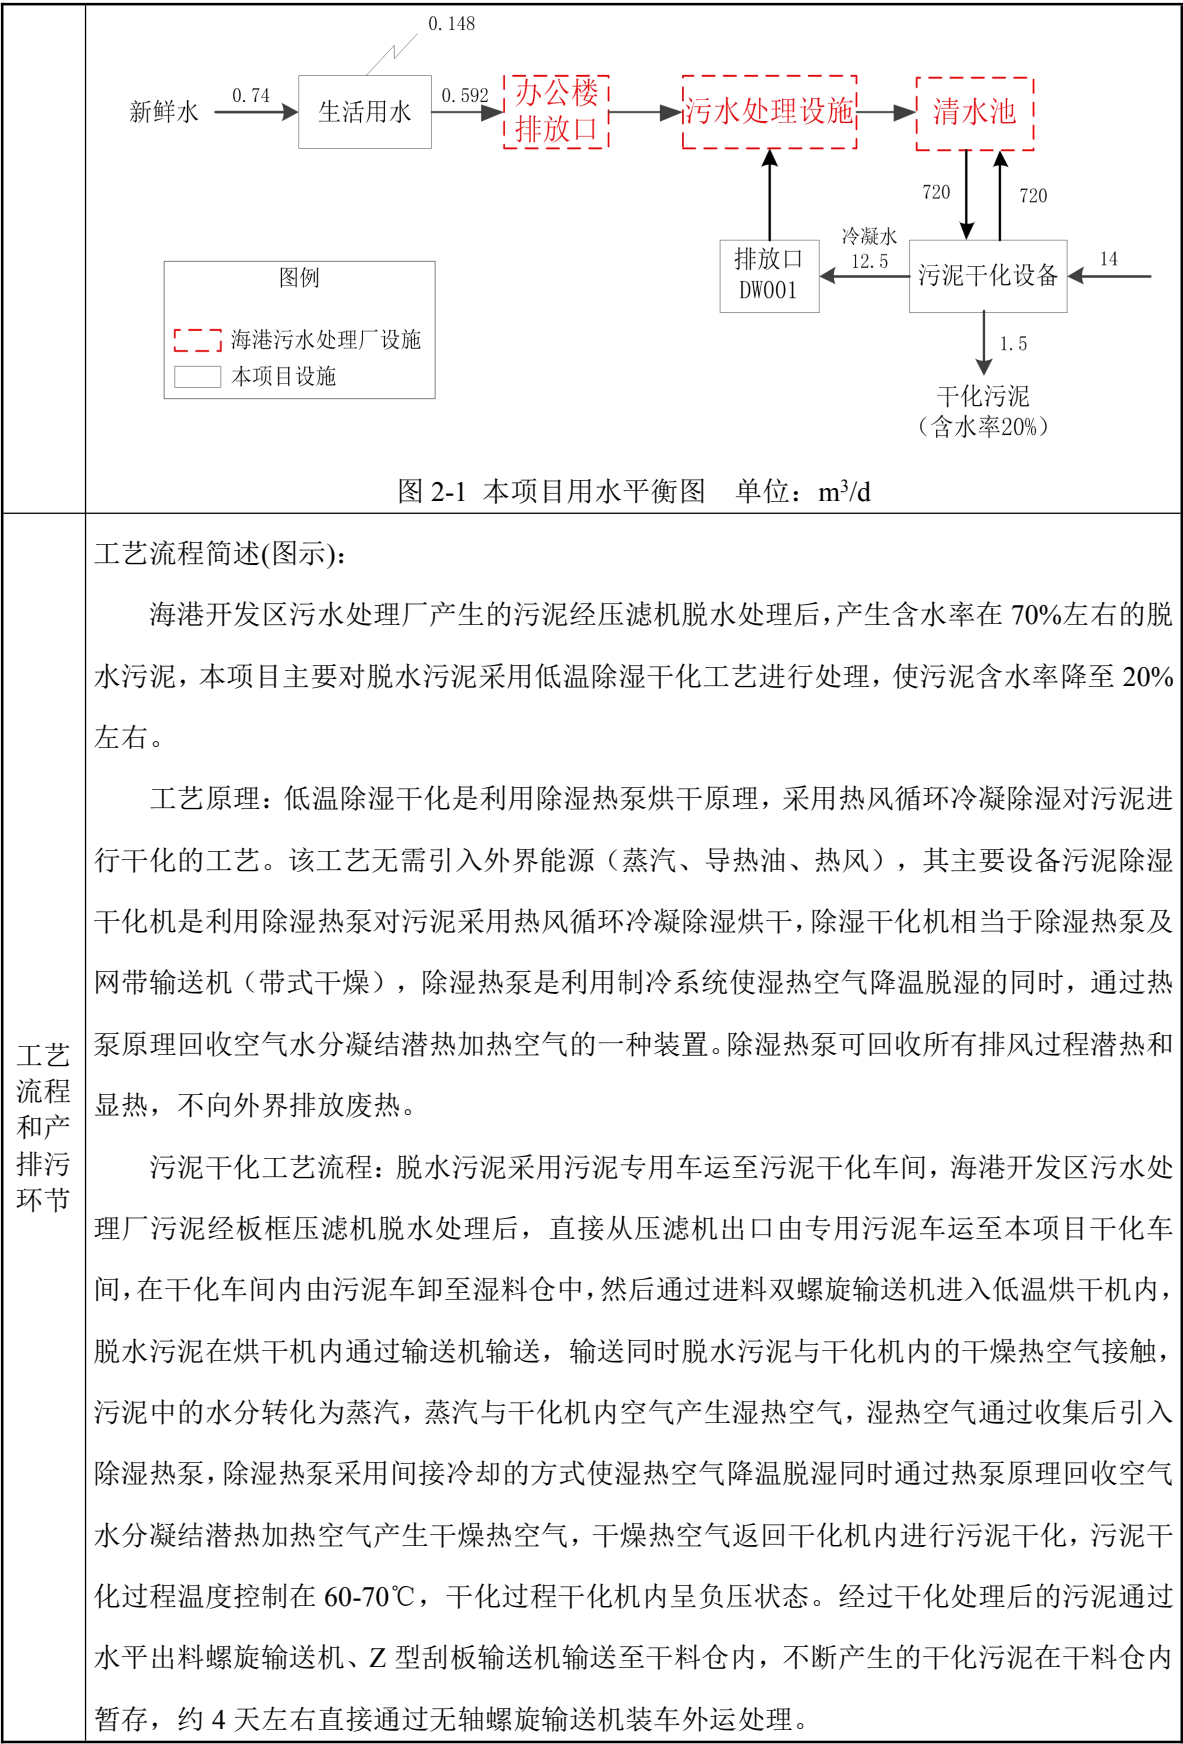 0.148
新鲜水
0.74
生活用水
0.592
办公楼
排放口
污水处理设施
清水池
720
720
冷凝水
12.5
排放口
DW001
污泥干化设备
14
1.5
干化污泥
（含水率20%）
图例
海港污水处理厂设施
本项目设施
图 2-1 本项目用水平衡图 单位：m³/d
工艺
流程
和产
排污
环节
工艺流程简述(图示)：
海港开发区污水处理厂产生的污泥经压滤机脱水处理后，产生含水率在 70%左右的脱
水污泥，本项目主要对脱水污泥采用低温除湿干化工艺进行处理，使污泥含水率降至 20%
左右。
工艺原理：低温除湿干化是利用除湿热泵烘干原理，采用热风循环冷凝除湿对污泥进
行干化的工艺。该工艺无需引入外界能源（蒸汽、导热油、热风），其主要设备污泥除湿
干化机是利用除湿热泵对污泥采用热风循环冷凝除湿烘干，除湿干化机相当于除湿热泵及
网带输送机（带式干燥），除湿热泵是利用制冷系统使湿热空气降温脱湿的同时，通过热
泵原理回收空气水分凝结潜热加热空气的一种装置。除湿热泵可回收所有排风过程潜热和
显热，不向外界排放废热。
污泥干化工艺流程：脱水污泥采用污泥专用车运至污泥干化车间，海港开发区污水处
理厂污泥经板框压滤机脱水处理后，直接从压滤机出口由专用污泥车运至本项目干化车
间，在干化车间内由污泥车卸至湿料仓中，然后通过进料双螺旋输送机进入低温烘干机内，
脱水污泥在烘干机内通过输送机输送，输送同时脱水污泥与干化机内的干燥热空气接触，
污泥中的水分转化为蒸汽，蒸汽与干化机内空气产生湿热空气，湿热空气通过收集后引入
除湿热泵，除湿热泵采用间接冷却的方式使湿热空气降温脱湿同时通过热泵原理回收空气
水分凝结潜热加热空气产生干燥热空气，干燥热空气返回干化机内进行污泥干化，污泥干
化过程温度控制在 60-70℃，干化过程干化机内呈负压状态。经过干化处理后的污泥通过
水平出料螺旋输送机、Z 型刮板输送机输送至干料仓内，不断产生的干化污泥在干料仓内
暂存，约 4 天左右直接通过无轴螺旋输送机装车外运处理。